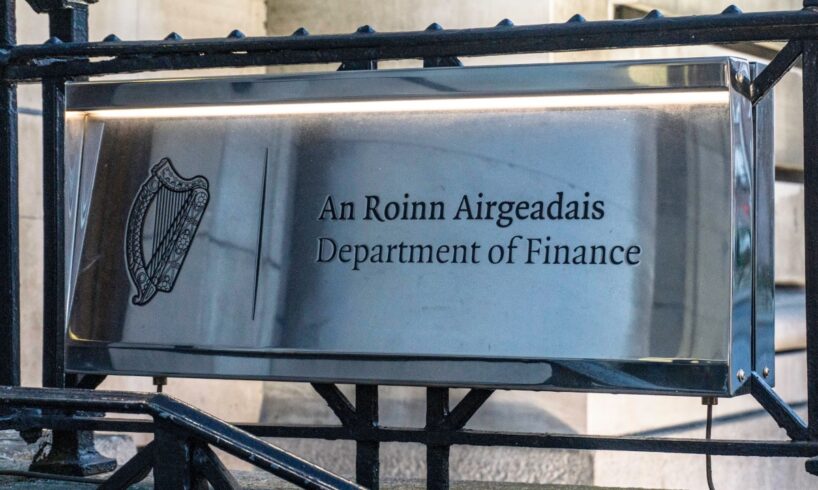 An Roinn Airgeadais
Department of Finance